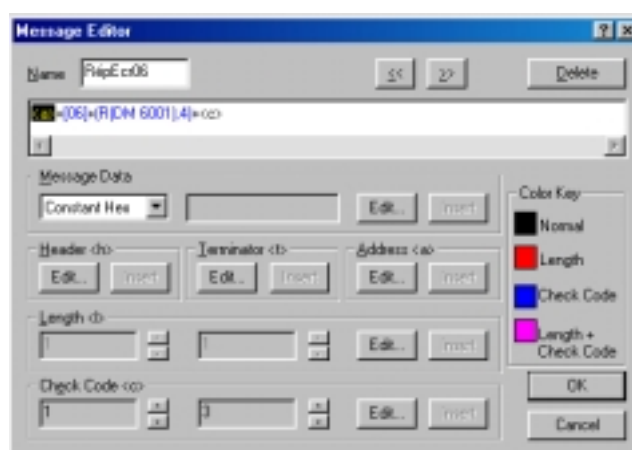 Message Editor
Name RépEcr06 << >> Delete
<a>+[06]+(R(DM 6001),4)+<c>
Message Data
Constant Hex Edit... Insert
Header <h> Terminator <t> Address <a>
Edit... Insert Edit... Insert Edit... Insert
Length <l>
1 1 Edit... Insert
Check Code <c>
1 3 Edit... Insert
Color Key
Normal
Length
Check Code
Length +
Check Code
OK
Cancel